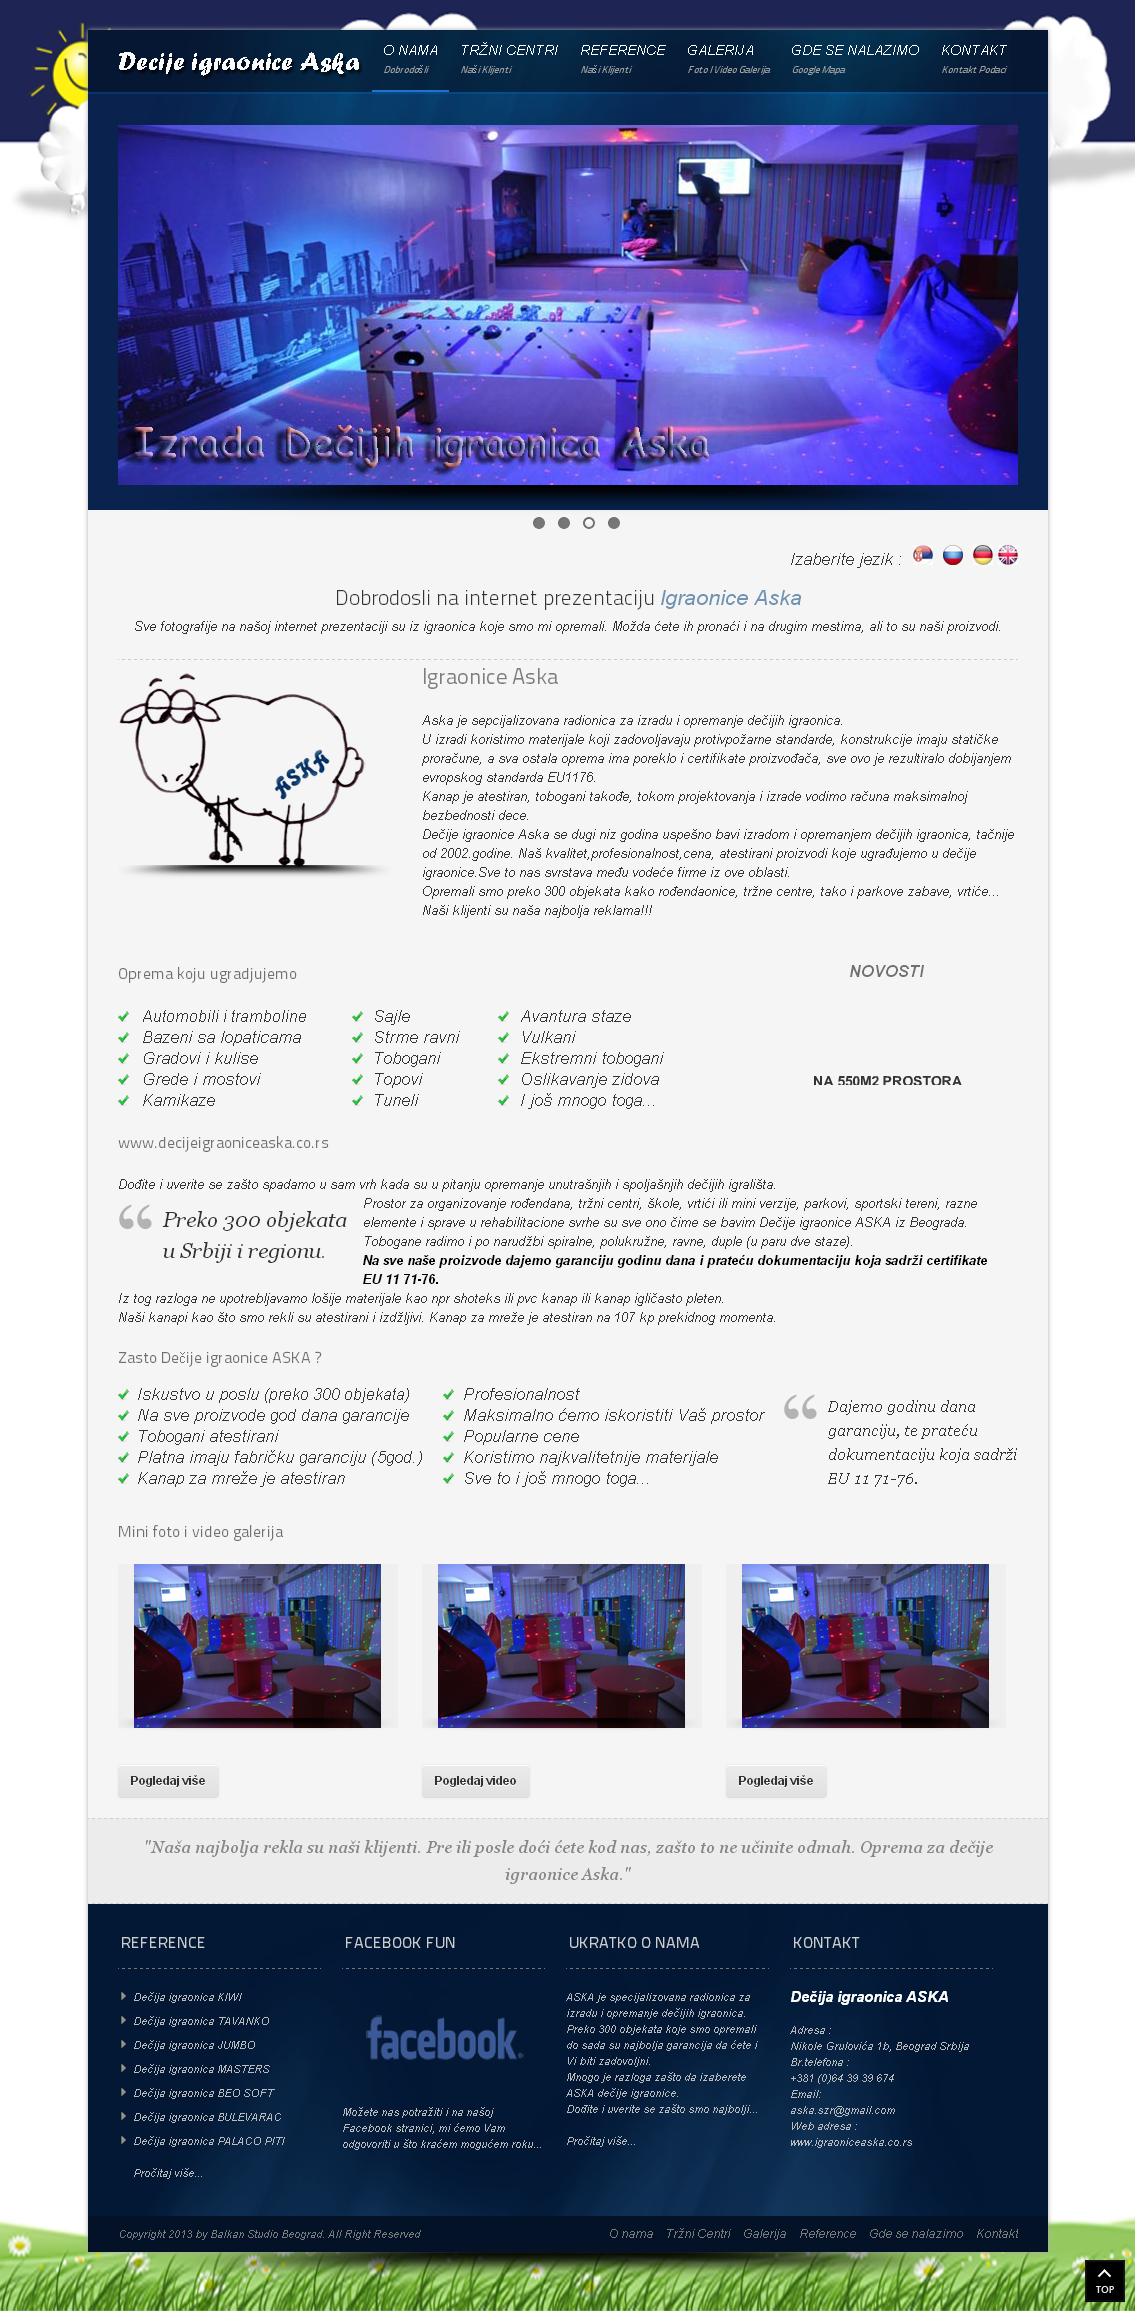 Decije igraonice Aska
O NAMA TRŽNI CENTRI REFERENCE GALERIJA GDE SE NALAZIMO KONTAKT
Dobrodošli Naši Klijenti Naši Klijenti Foto I Video Galerija Google Mapa Kontakt Podaci
Izrada Dečijih igraonica Aska
Izaberite jezik :
Dobrodosli na internet prezentaciju Igraonice Aska
Sve fotografije na našoj internet prezentaciji su iz igraonica koje smo mi opremali. Možda ćete ih pronaći i na drugim mestima, ali to su naši proizvodi.
ASKA
Igraonice Aska
Aska je sepcijalizovana radionica za izradu i opremanje dečijih igraonica.
U izradi koristimo materijale koji zadovoljavaju protivpožarne standarde, konstrukcije imaju statičke
proračune, a sva ostala oprema ima poreklo i certifikate proizvođača, sve ovo je rezultiralo dobijanjem
evropskog standarda EU1176.
Kanap je atestiran, tobogani takođe, tokom projektovanja i izrade vodimo računa maksimalnoj
bezbednosti dece.
Dečije igraonice Aska se dugi niz godina uspešno bavi izradom i opremanjem dečijih igraonica, tačnije
od 2002.godine. Naš kvalitet,profesionalnost,cena, atestirani proizvodi koje ugrađujemo u dečije
igraonice.Sve to nas svrstava među vodeće firme iz ove oblasti.
Opremali smo preko 300 objekata kako rođendaonice, tržne centre, tako i parkove zabave, vrtiće...
Naši klijenti su naša najbolja reklama!!!
Oprema koju ugradjujemo
Automobili i tramboline
Bazeni sa lopaticama
Gradovi i kulise
Grede i mostovi
Kamikaze
Sajle
Strme ravni
Tobogani
Topovi
Tuneli
Avantura staze
Vulkani
Ekstremni tobogani
Oslikavanje zidova
I još mnogo toga...
NOVOSTI
NA 550M2 PROSTORA
www.decijeigraoniceaska.co.rs
Dođite i uverite se zašto spadamo u sam vrh kada su u pitanju opremanje unutrašnjih i spoljašnjih dečijih igrališta.
Preko 300 objekata
u Srbiji i regionu.
Prostor za organizovanje rođendana, tržni centri, škole, vrtići ili mini verzije, parkovi, sportski tereni, razne
elemente i sprave u rehabilitacione svrhe su sve ono čime se bavim Dečije igraonice ASKA iz Beograda.
Tobogane radimo i po narudžbi spiralne, polukružne, ravne, duple (u paru dve staze).
Na sve naše proizvode dajemo garanciju godinu dana i prateću dokumentaciju koja sadrži certifikate
EU 11 71-76.
Iz tog razloga ne upotrebljavamo lošije materijale kao npr shoteks ili pvc kanap ili kanap igličasto pleten.
Naši kanapi kao što smo rekli su atestirani i izdžljivi. Kanap za mreže je atestiran na 107 kp prekidnog momenta.
Zasto Dečije igraonice ASKA ?
Iskustvo u poslu (preko 300 objekata)
Na sve proizvode god dana garancije
Tobogani atestirani
Platna imaju fabričku garanciju (5god.)
Kanap za mreže je atestiran
Profesionalnost
Maksimalno ćemo iskoristiti Vaš prostor
Popularne cene
Koristimo najkvalitetnije materijale
Sve to i još mnogo toga...
Dajemo godinu dana
garanciju, te prateću
dokumentaciju koja sadrži
EU 11 71-76.
Mini foto i video galerija
Pogledaj više
Pogledaj video
Pogledaj više
"Naša najbolja rekla su naši klijenti. Pre ili posle doći ćete kod nas, zašto to ne učinite odmah. Oprema za dečije
igraonice Aska."
REFERENCE
Dečija igraonica KIWI
Dečija igraonica TAVANKO
Dečija igraonica JUMBO
Dečija igraonica MASTERS
Dečija igraonica BEO SOFT
Dečija igraonica BULEVARAC
Dečija igraonica PALACO PITI
Pročitaj više...
FACEBOOK FUN
facebook.
Možete nas potražiti i na našoj
Facebook stranici, mi ćemo Vam
odgovoriti u što kraćem mogućem roku...
UKRATKO O NAMA
ASKA je specijalizovana radionica za
izradu i opremanje dečijih igraonica.
Preko 300 objekata koje smo opremali
do sada su najbolja garancija da ćete i
Vi biti zadovoljni.
Mnogo je razloga zašto da izaberete
ASKA dečije igraonice.
Dođite i uverite se zašto smo najbolji...
Pročitaj više...
KONTAKT
Dečija igraonica ASKA
Adresa :
Nikole Grulovića 1b, Beograd Srbija
Br.telefona :
+381 (0)64 39 39 674
Email:
aska.szr@gmail.com
Web adresa :
www.igraoniceaska.co.rs
Copyright 2013 by Balkan Studio Beograd. All Right Reserved
O nama Tržni Centri Galerija Reference Gde se nalazimo Kontakt
TOP